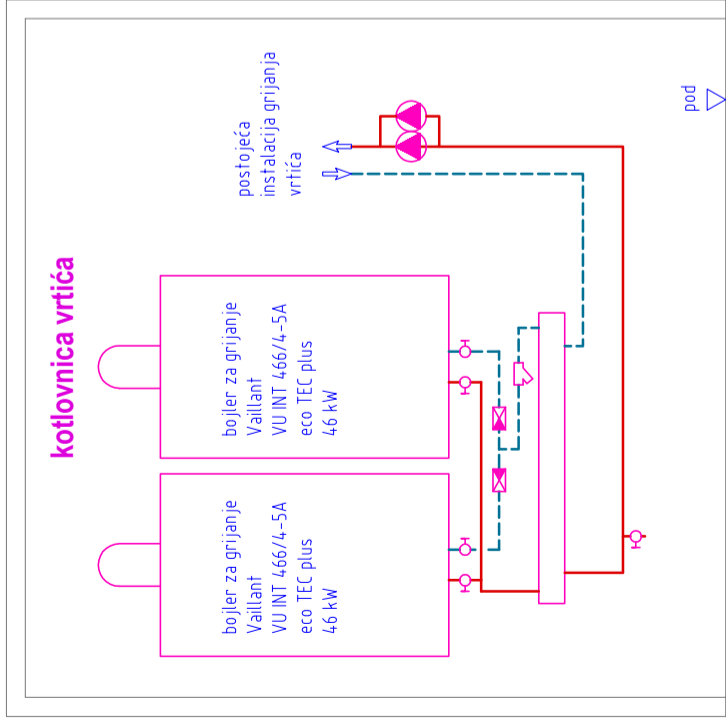 kotlovnica vrtića
postojeća
instalacija grijanja
vrtića
pod
bojler za grijanje
Vaillant
VU INT 466/4-5A
eco TEC plus
46 kW
bojler za grijanje
Vaillant
VU INT 466/4-5A
eco TEC plus
46 kW